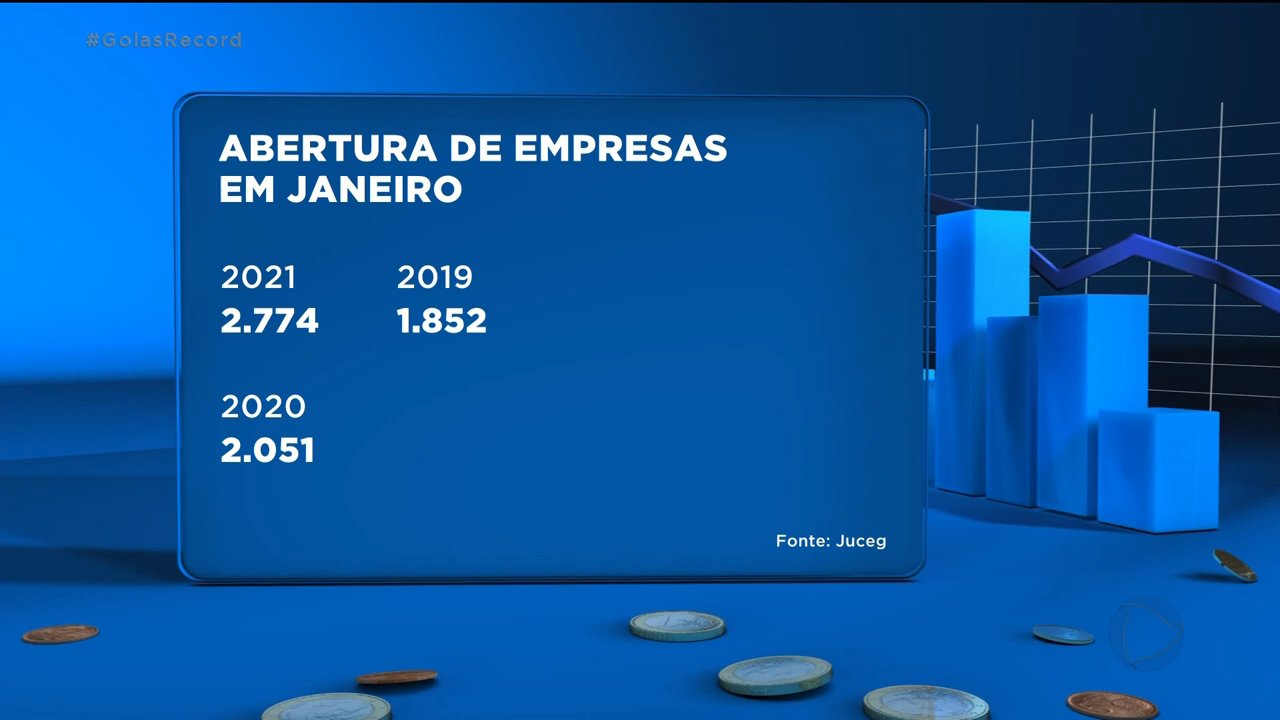 #GoiasRecord
ABERTURA DE EMPRESAS
EM JANEIRO
2021
2.774
2019
1.852
2020
2.051
Fonte: Juceg